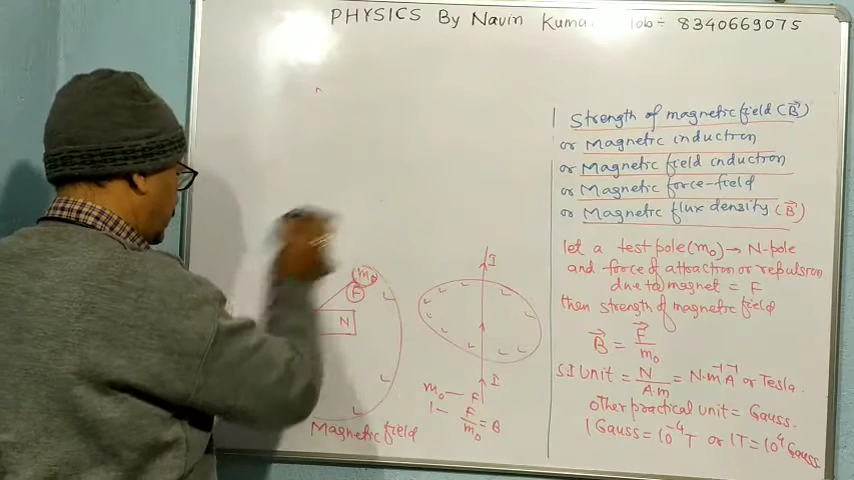 PHYSICS By Navin Kumar Mob÷ 8340669075
Strength of magnetic field (B⃗)
or Magnetic induction
or Magnetic field induction
or Magnetic force-field
or Magnetic flux density (B⃗)
let a test pole(m₀) → N-pole
and force of attraction or repulsion
due to magnet = F
then strength of magnetic field
B⃗ = F⃗/m₀
S.I Unit = N/A.m = N.m⁻¹A⁻¹ or Tesla.
other practical unit = Gauss.
1 Gauss = 10⁻⁴T or 1T = 10⁴ Gauss
m₀
F
N
Magnetic field
I
I
m₀ — F
1 — F/m₀ = B